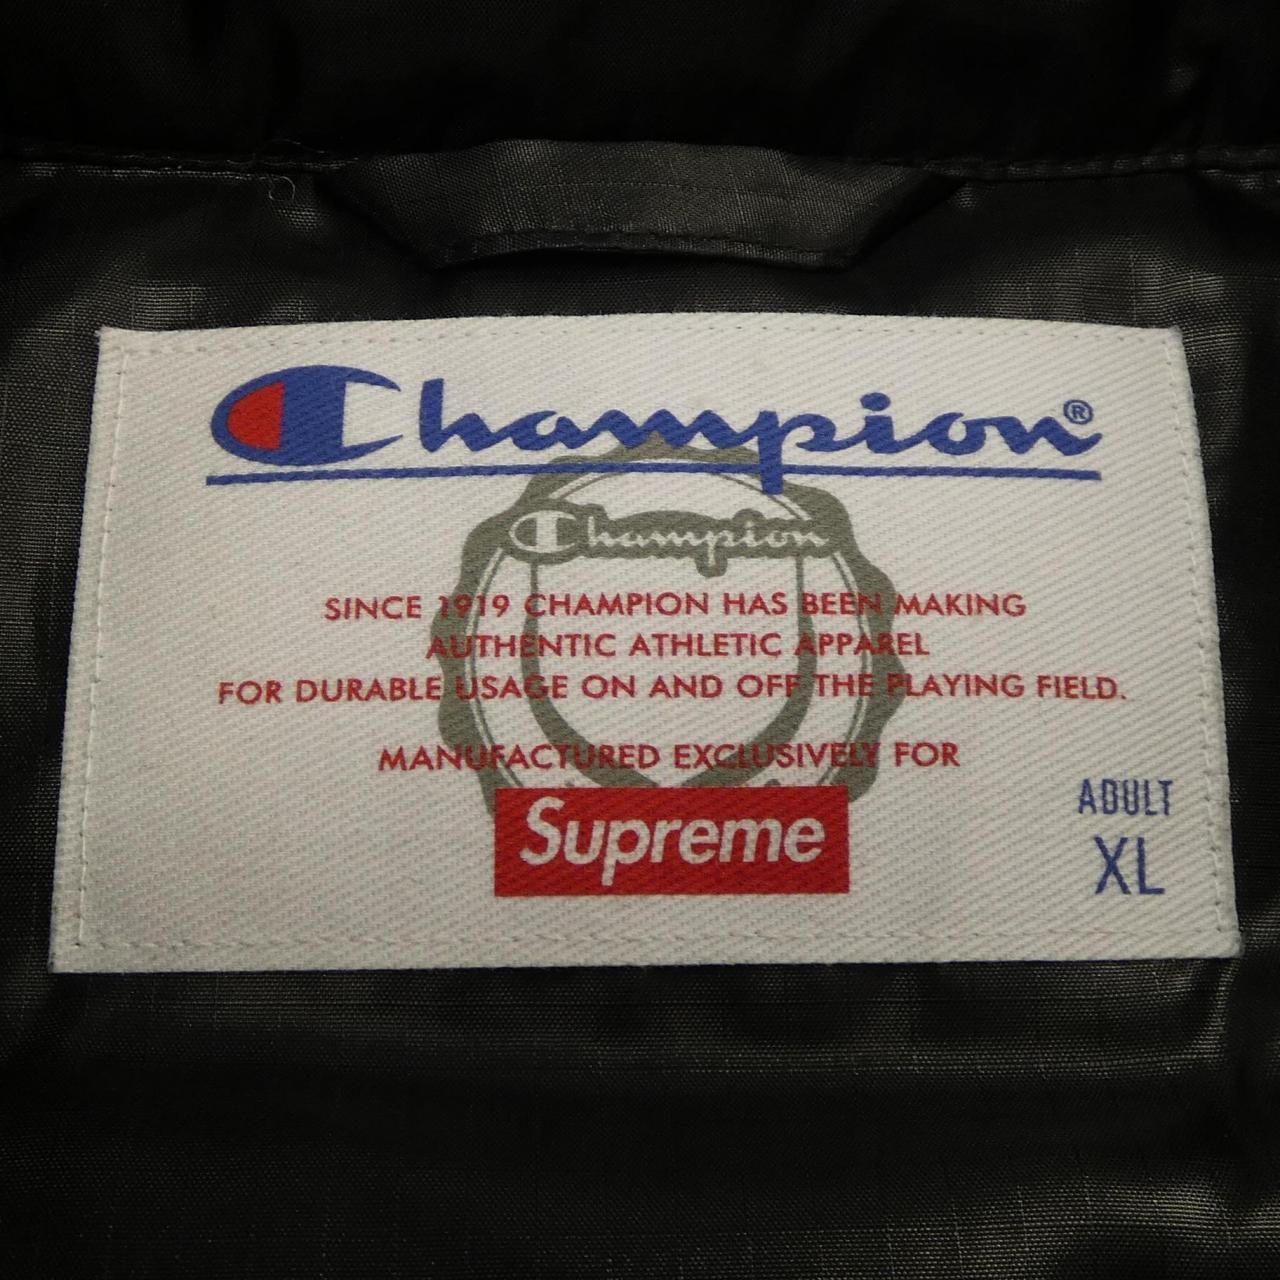 Champion®
Champion
SINCE 1919 CHAMPION HAS BEEN MAKING
AUTHENTIC ATHLETIC APPAREL
FOR DURABLE USAGE ON AND OFF THE PLAYING FIELD.
MANUFACTURED EXCLUSIVELY FOR
Supreme
ADULT
XL